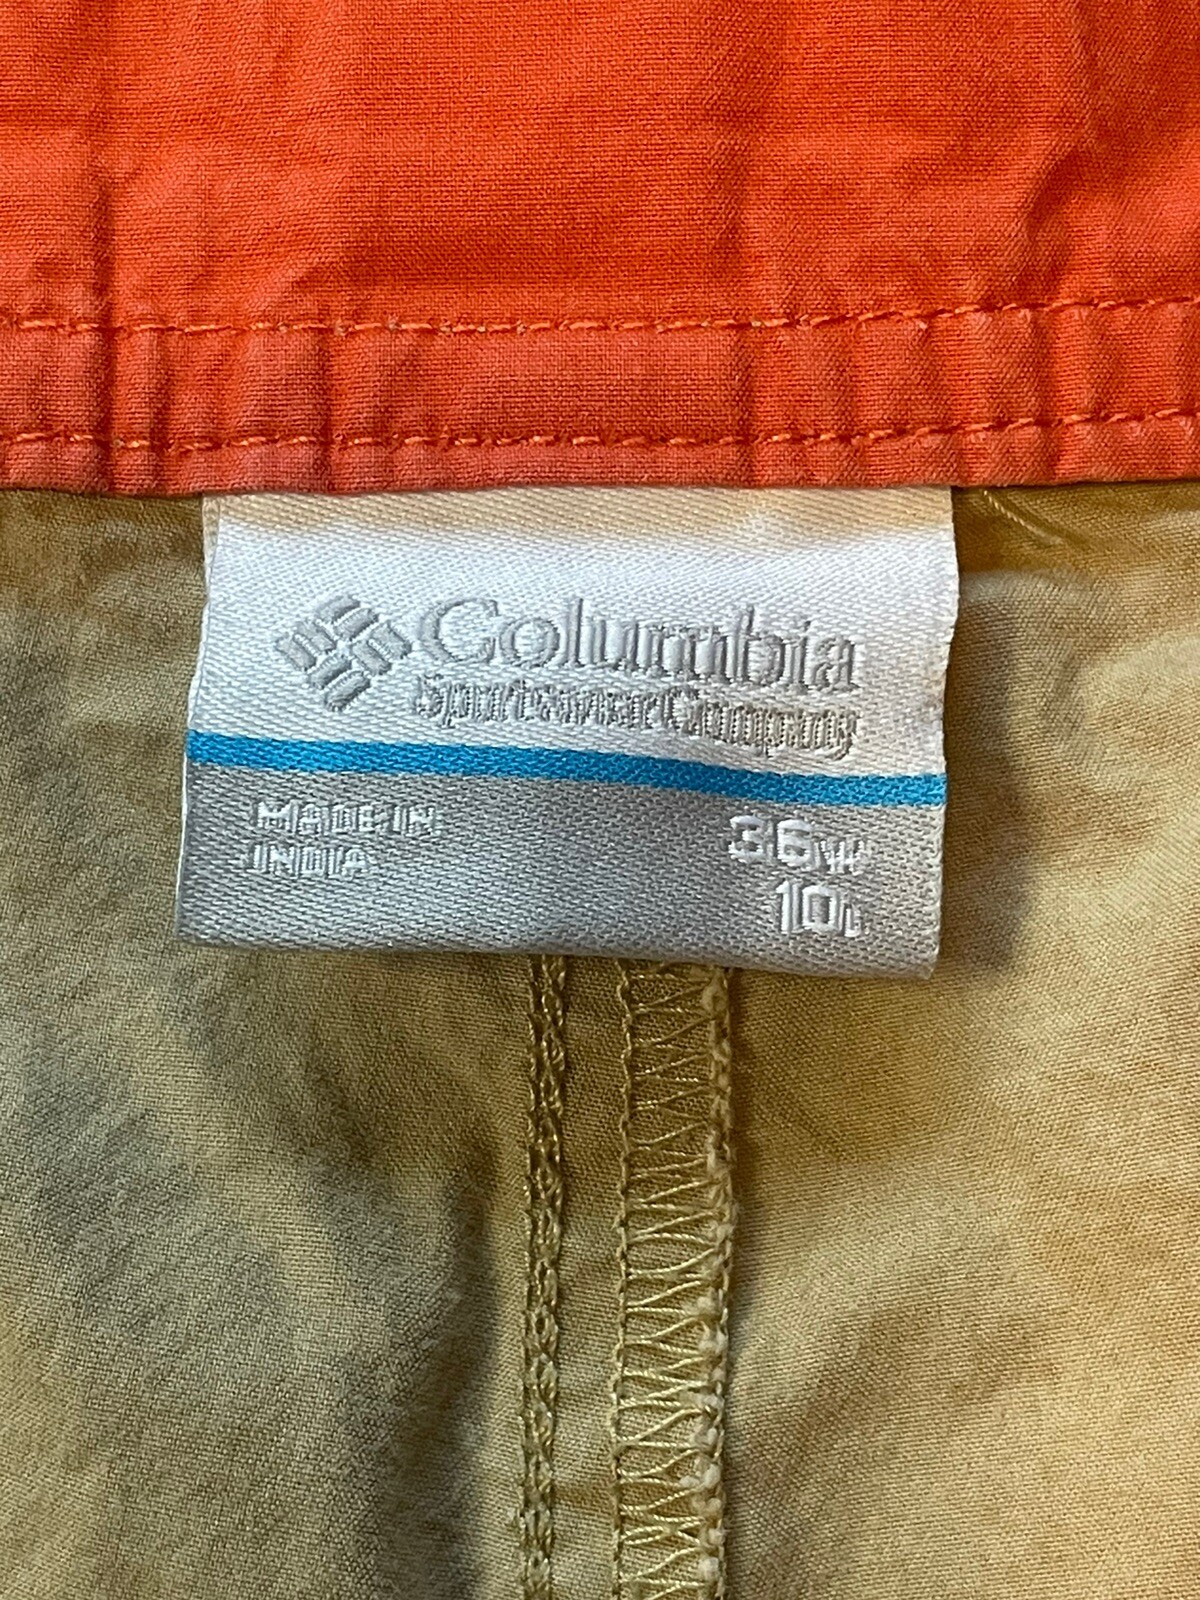 Columbia
Sportswear Company
MADE IN
INDIA
36W
10L